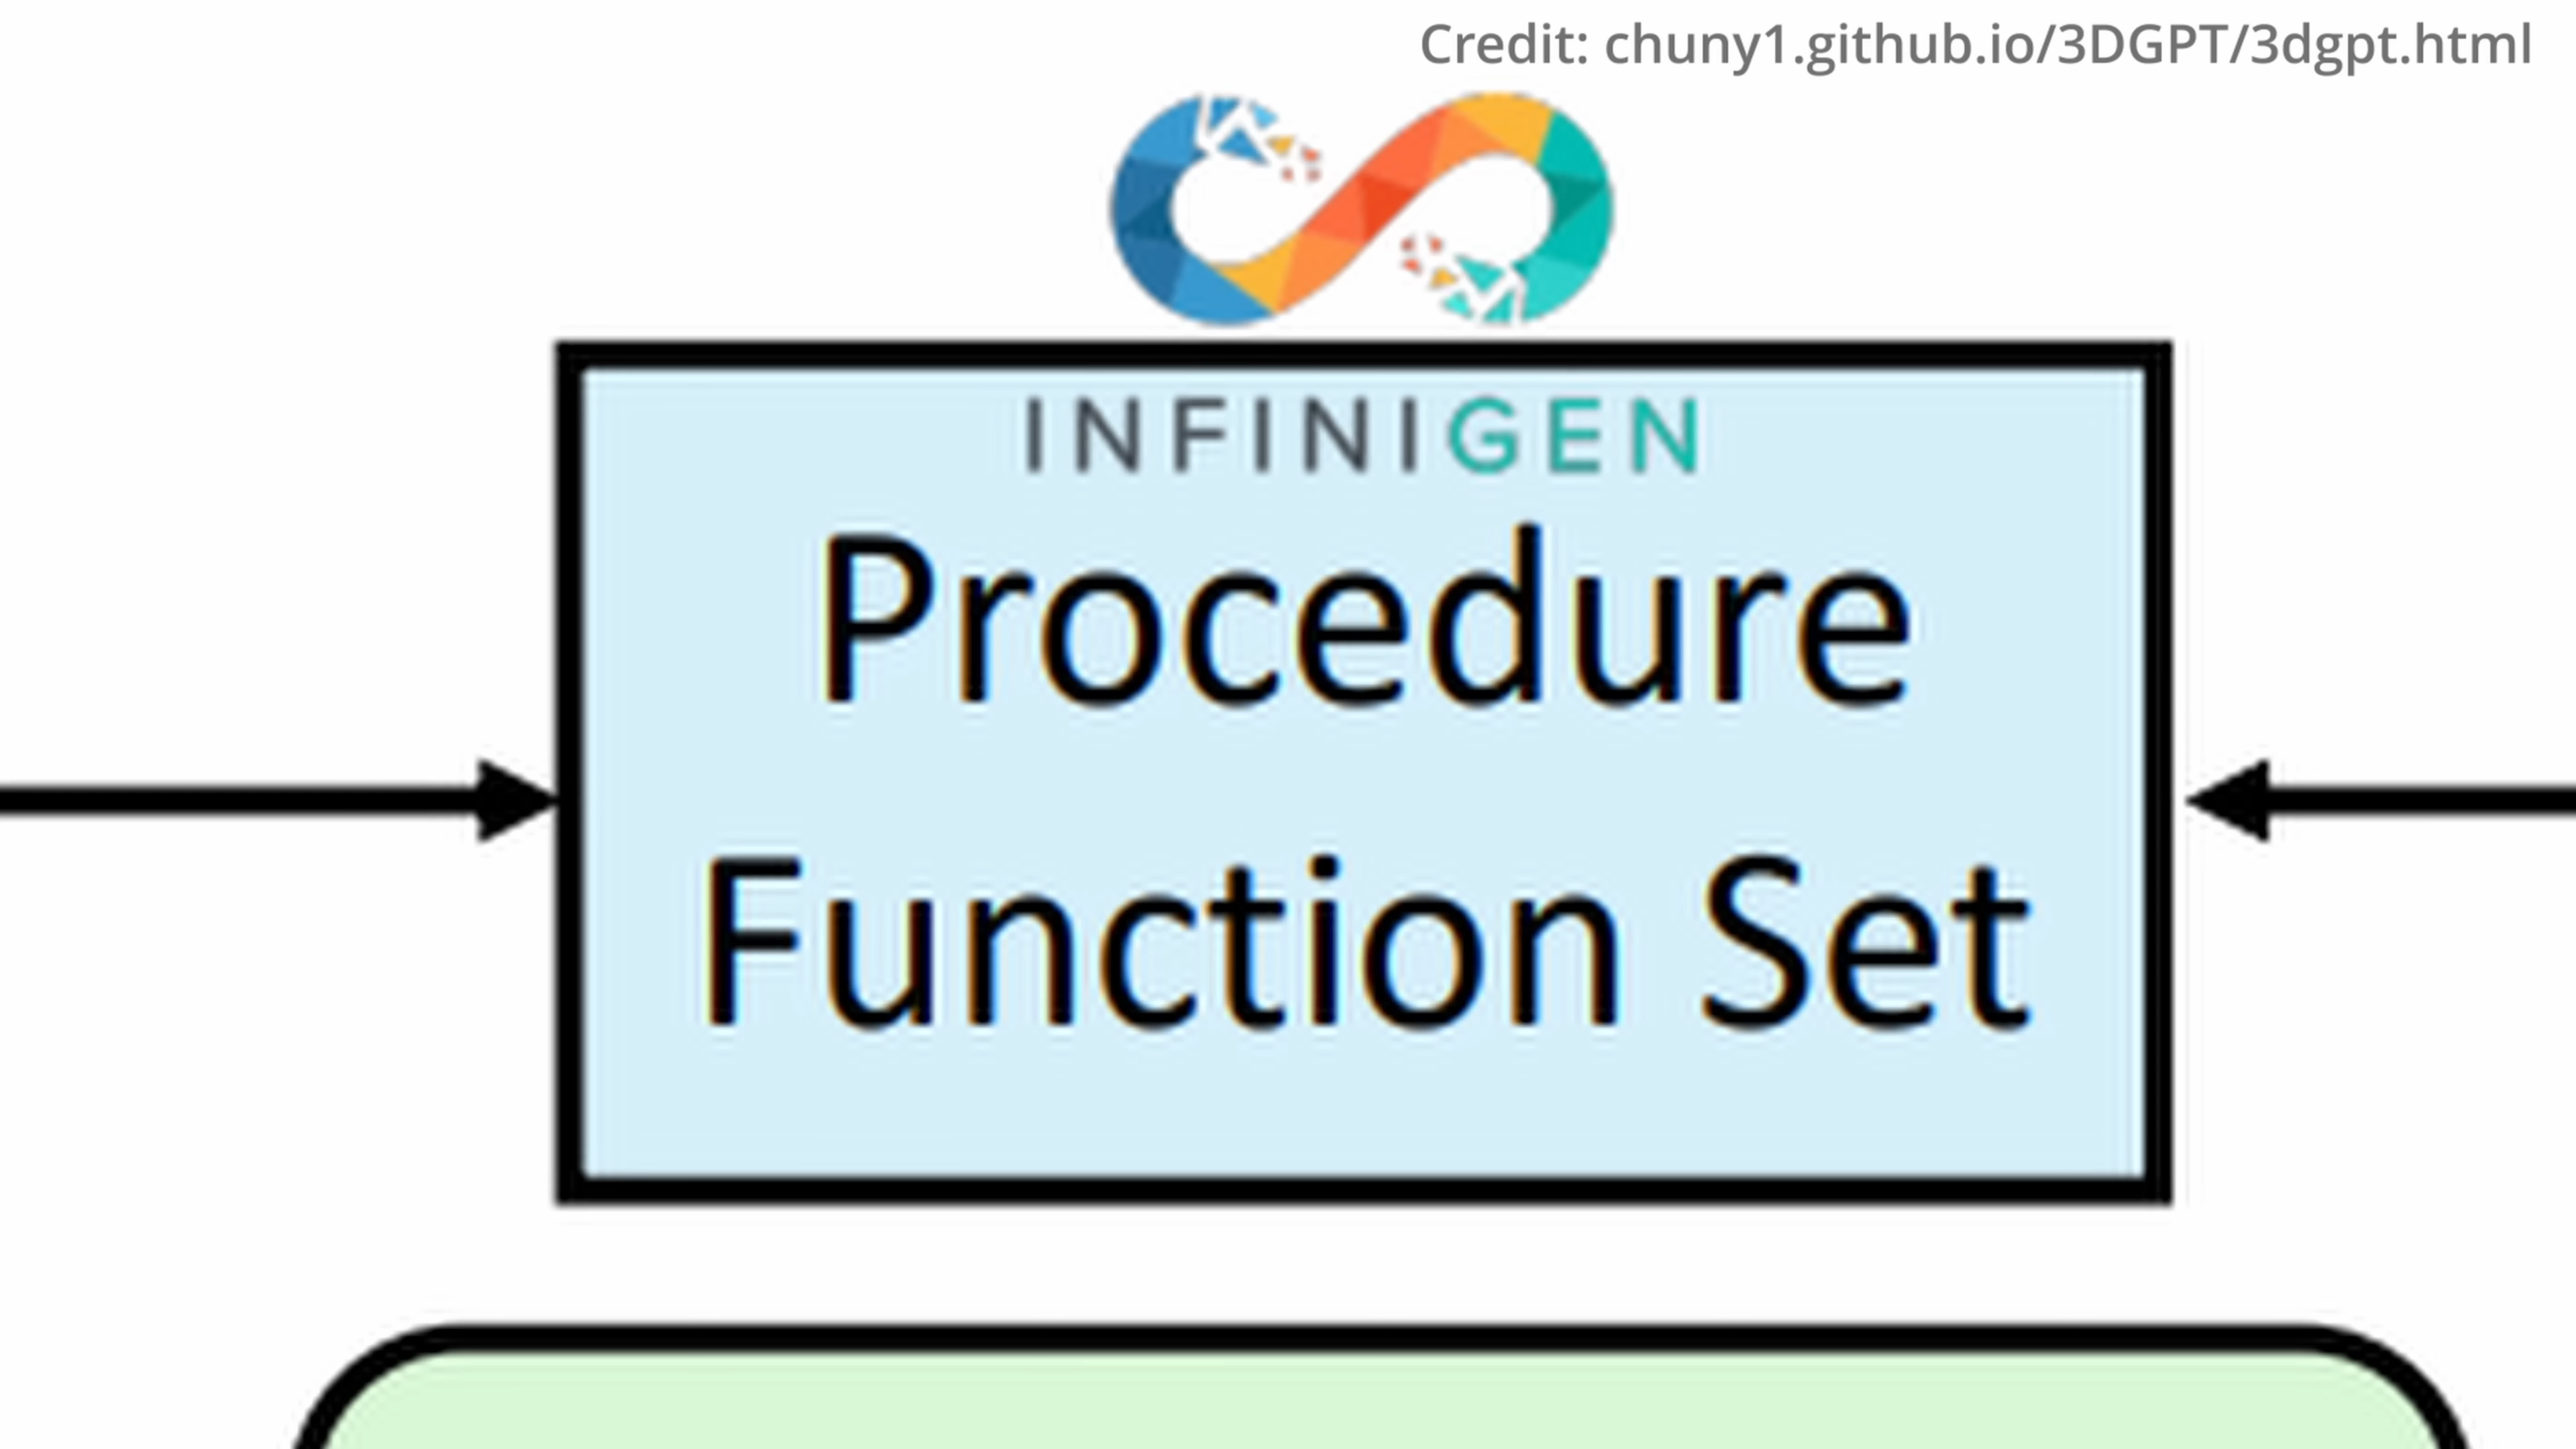 Credit: chuny1.github.io/3DGPT/3dgpt.html
INFINIGEN
Procedure
Function Set